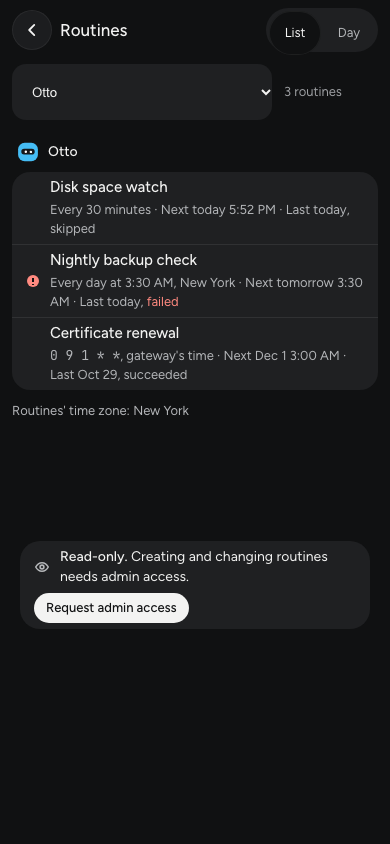 Routines
List
Day
Otto
3 routines
Otto
Disk space watch
Every 30 minutes · Next today 5:52 PM · Last today,
skipped
Nightly backup check
Every day at 3:30 AM, New York · Next tomorrow 3:30
AM · Last today, failed
Certificate renewal
0 9 1 * *, gateway's time · Next Dec 1 3:00 AM ·
Last Oct 29, succeeded
Routines' time zone: New York
Read-only. Creating and changing routines
needs admin access.
Request admin access